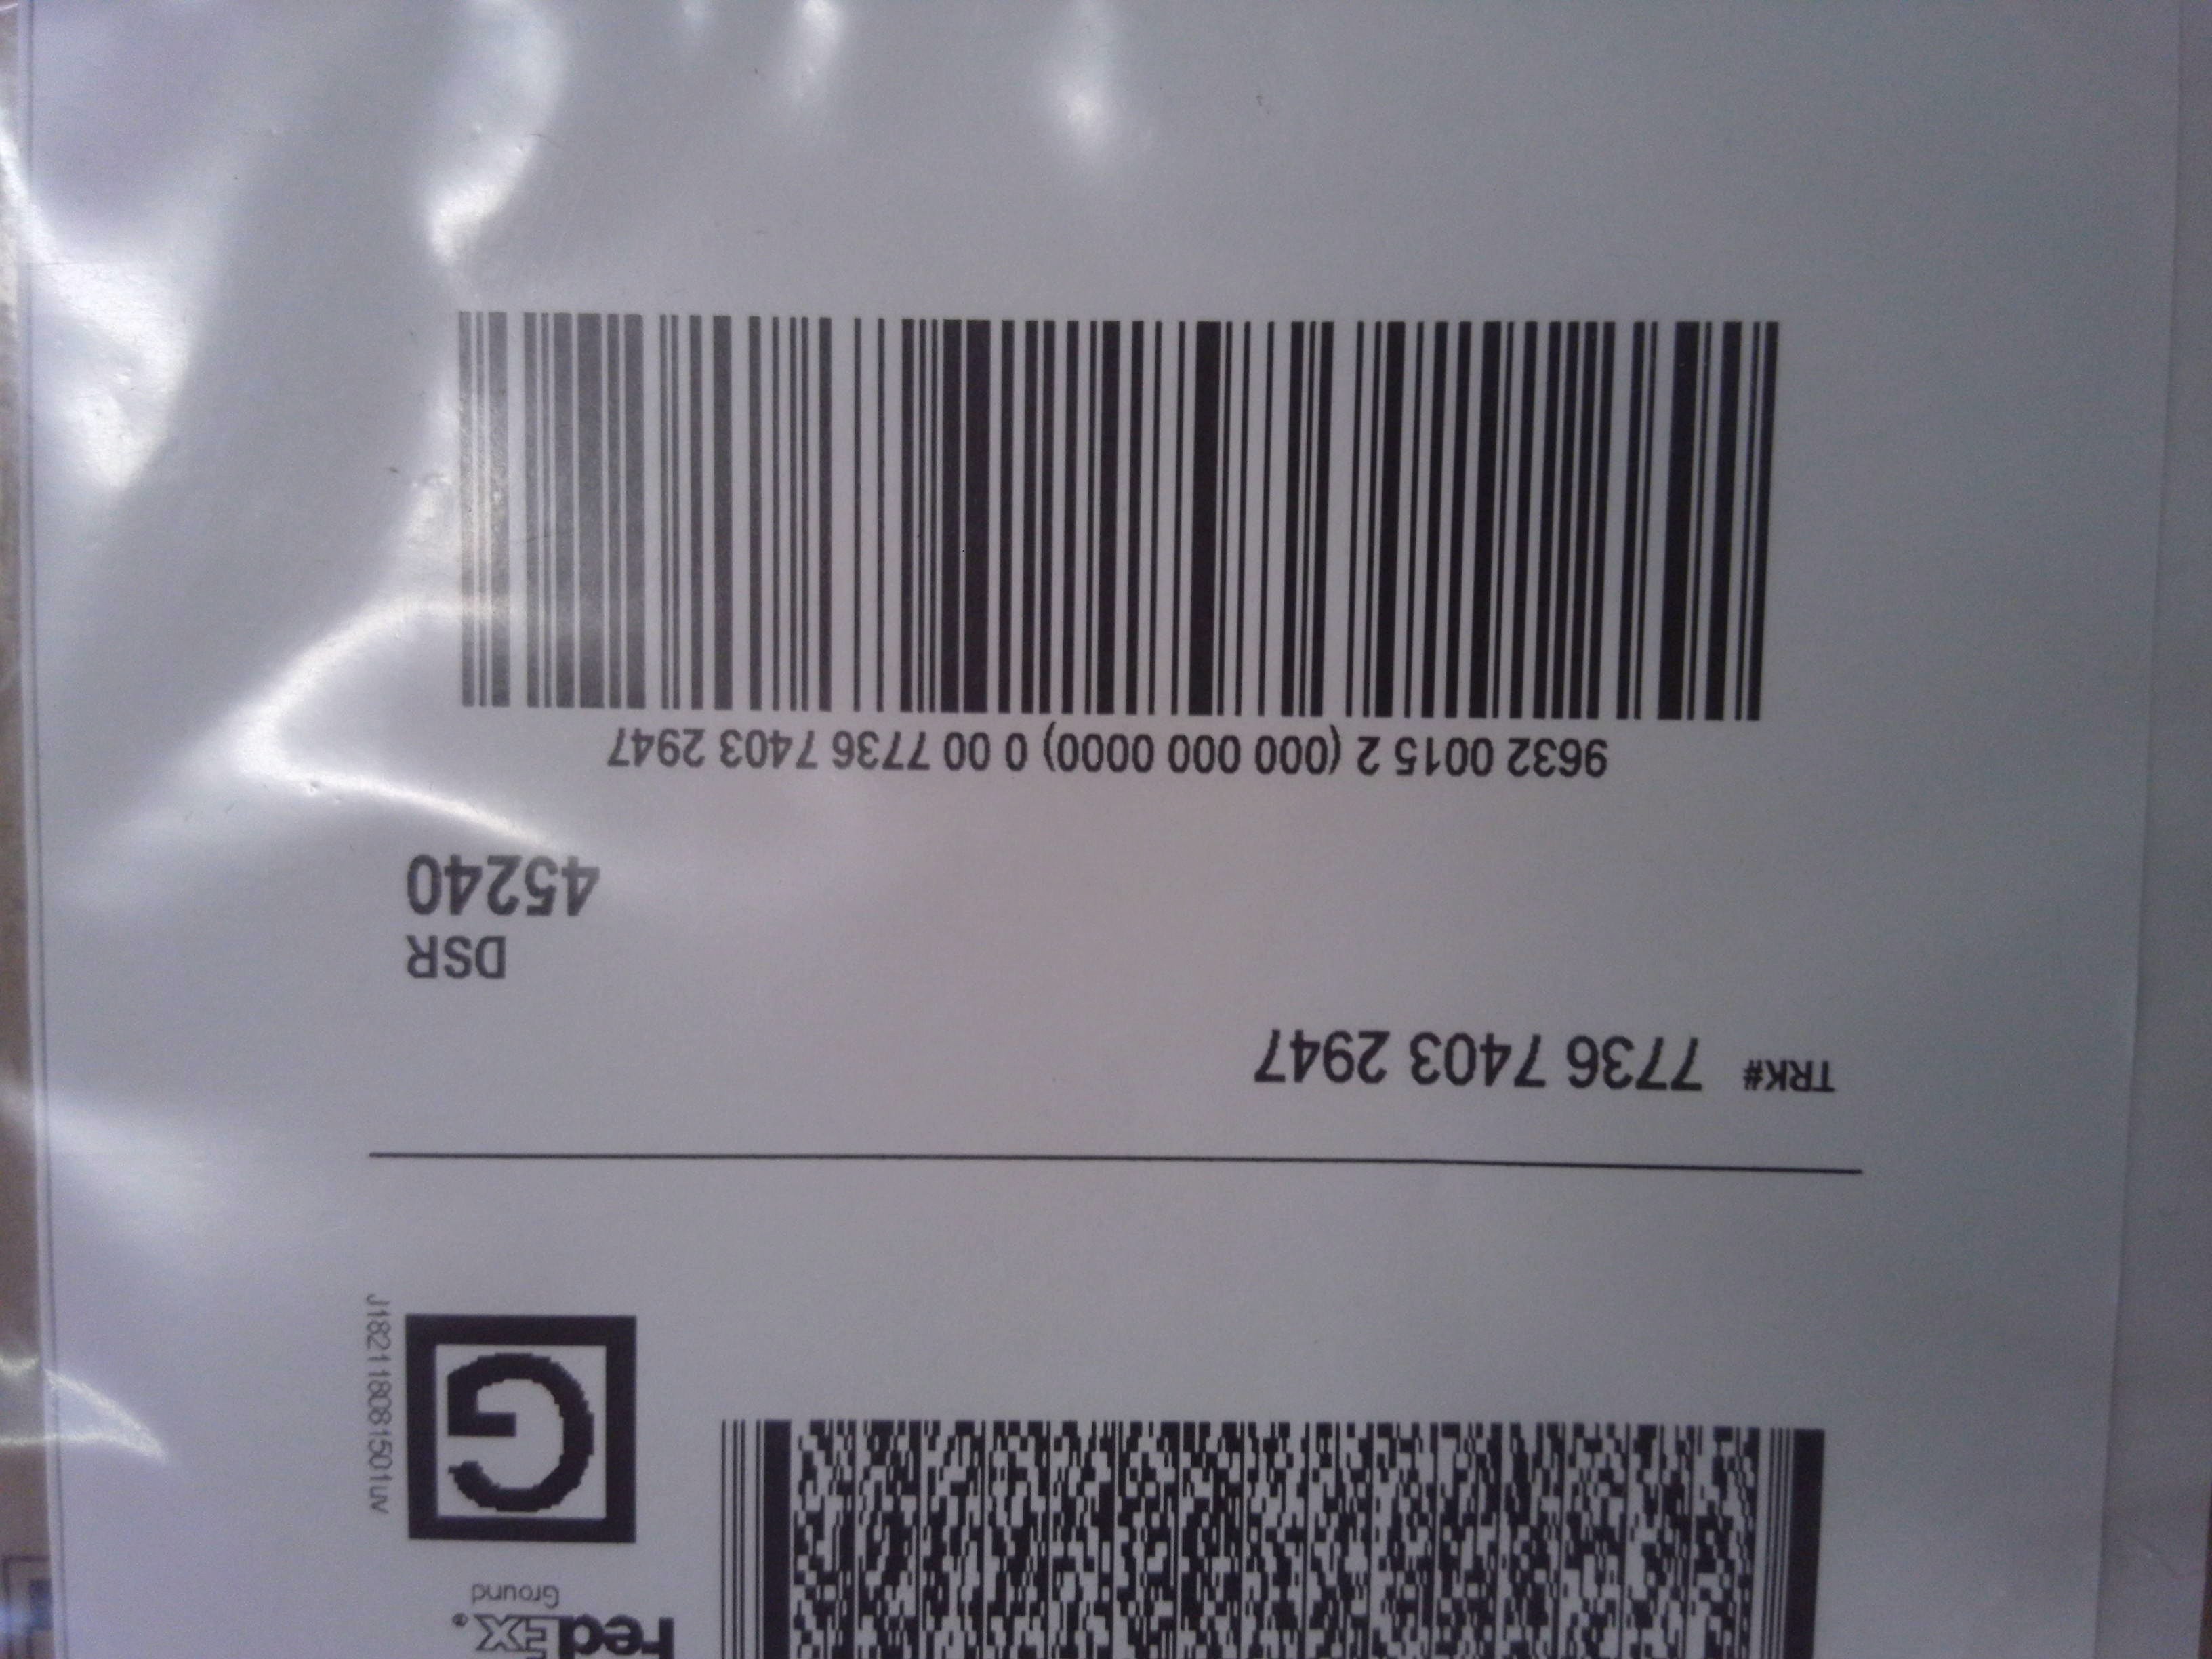 FedEx®
Ground
G
J182118081501uv
TRK# 7736 7403 2947
DSR
45240
9632 0015 2 (000 000 0000) 0 00 7736 7403 2947